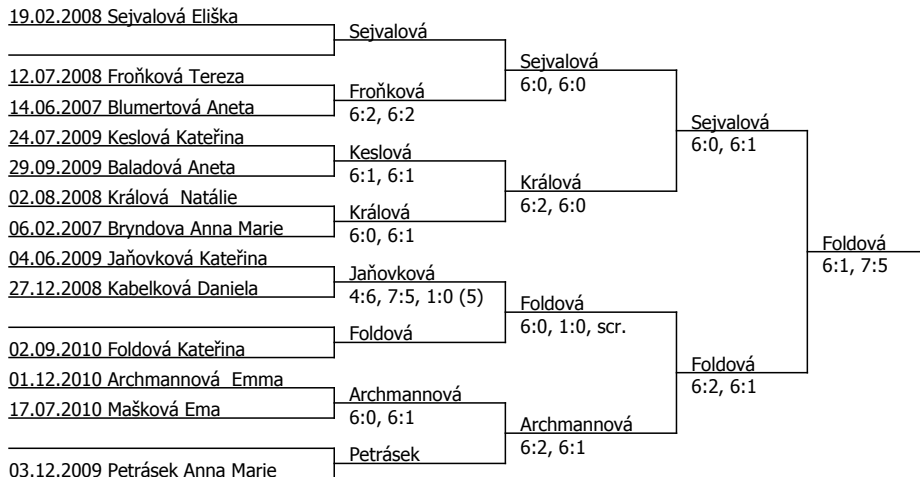 19.02.2008 Sejvalová Eliška
12.07.2008 Froňková Tereza
14.06.2007 Blumertová Aneta
24.07.2009 Keslová Kateřina
29.09.2009 Baladová Aneta
02.08.2008 Králová  Natálie
06.02.2007 Bryndova Anna Marie
04.06.2009 Jaňovková Kateřina
27.12.2008 Kabelková Daniela
02.09.2010 Foldová Kateřina
01.12.2010 Archmannová  Emma
17.07.2010 Mašková Ema
03.12.2009 Petrásek Anna Marie
Sejvalová
Froňková
6:2, 6:2
Keslová
6:1, 6:1
Králová
6:0, 6:1
Jaňovková
4:6, 7:5, 1:0 (5)
Foldová
Archmannová
6:0, 6:1
Petrásek
Sejvalová
6:0, 6:0
Králová
6:2, 6:0
Foldová
6:0, 1:0, scr.
Archmannová
6:2, 6:1
Sejvalová
6:0, 6:1
Foldová
6:2, 6:1
Foldová
6:1, 7:5